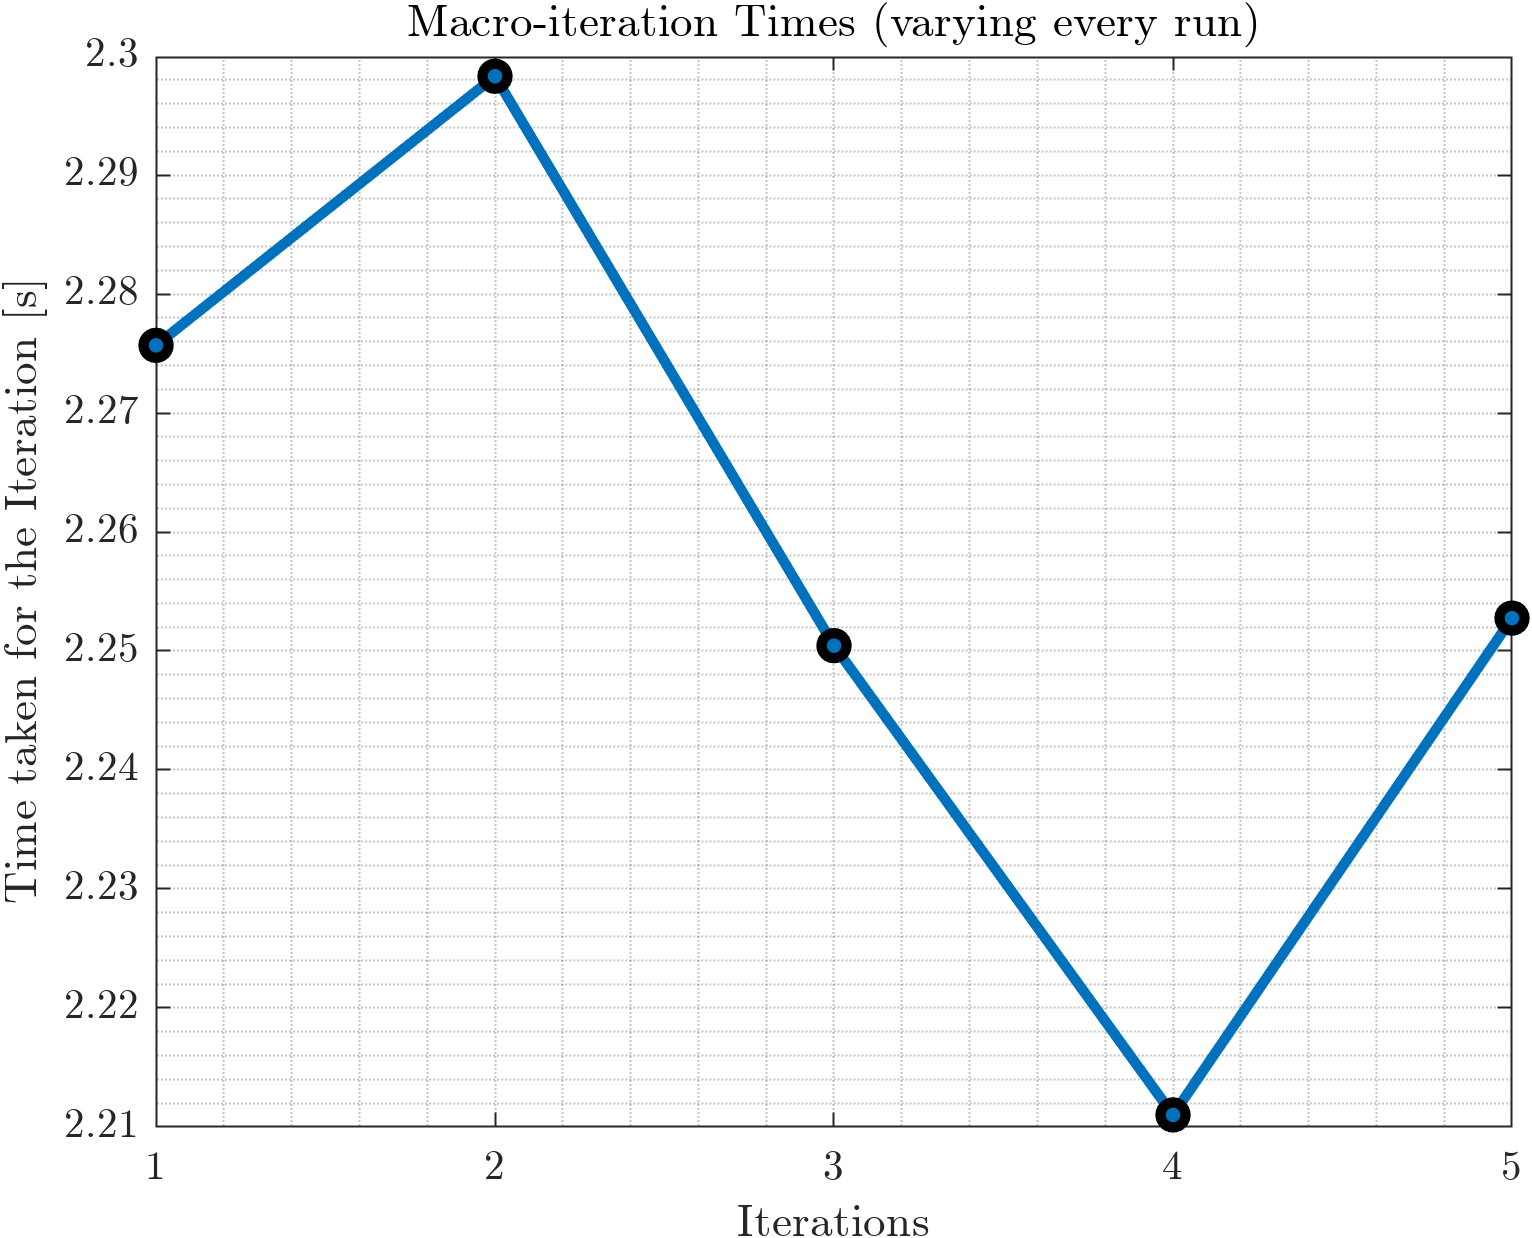 Macro-iteration Times (varying every run)
2.3
2.29
2.28
2.27
2.26
2.25
2.24
2.23
2.22
2.21
Time taken for the Iteration [s]
1 2 3 4 5
Iterations